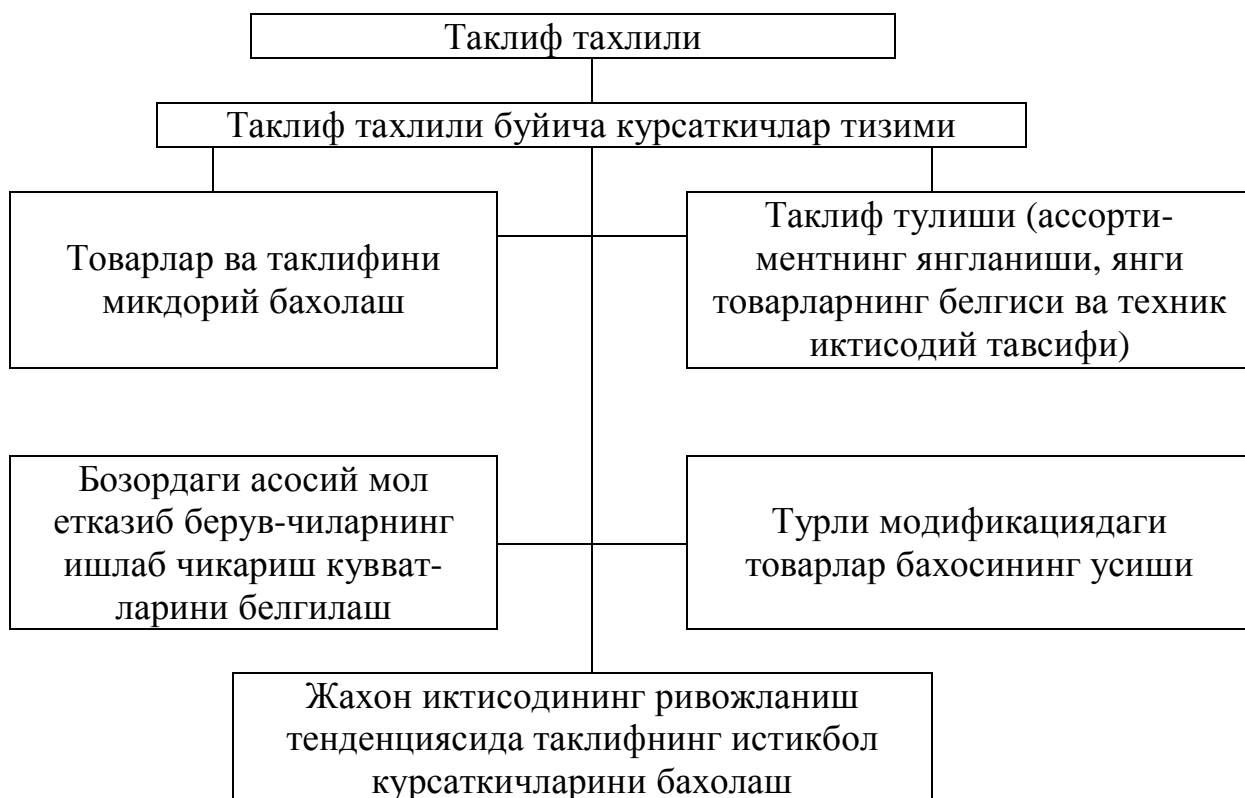 Таклиф тахлили
Таклиф тахлили буйича курсаткичлар тизими
Товарлар ва таклифини
микдорий бахолаш
Таклиф тулиши (ассорти-
ментнинг янгланиши, янги
товарларнинг белгиси ва техник
иктисодий тавсифи)
Бозордаги асосий мол
етказиб берув-чиларнинг
ишлаб чикариш кувват-
ларини белгилаш
Турли модификациядаги
товарлар бахосининг усиши
Жахон иктисодининг ривожланиш
тенденциясида таклифнинг истикбол
курсаткичларини бахолаш